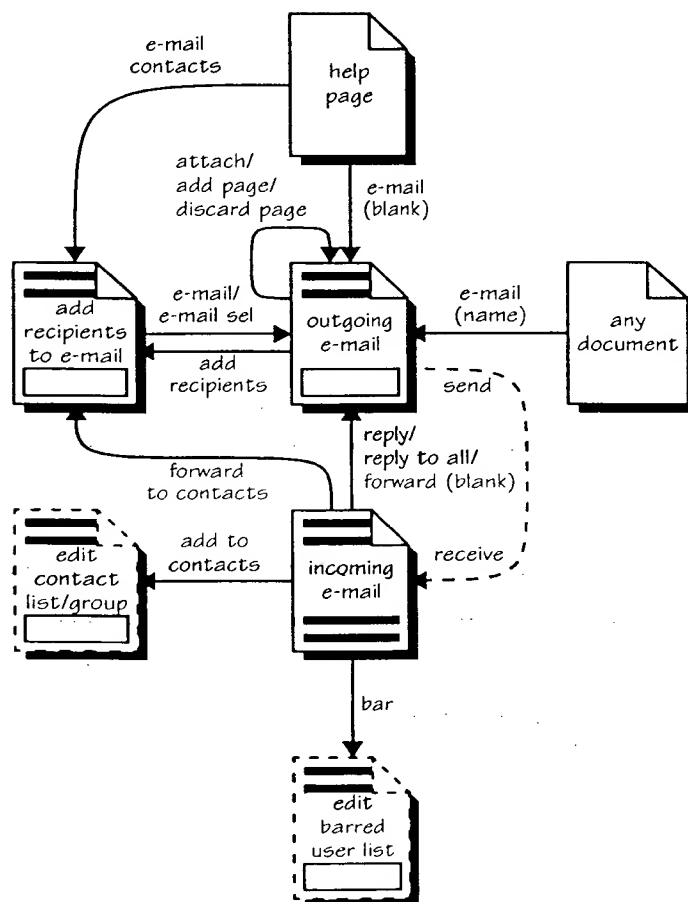 e-mail
contacts
help
page
attach/
add page/
discard page
e-mail
(blank)
add
recipients
to e-mail
e-mail/
e-mail sel
add
recipients
outgoing
e-mail
e-mail
(name)
any
document
send
reply/
reply to all/
forward (blank)
forward
to contacts
edit
contact
list/group
add to
contacts
incoming
e-mail
receive
bar
edit
barred
user list